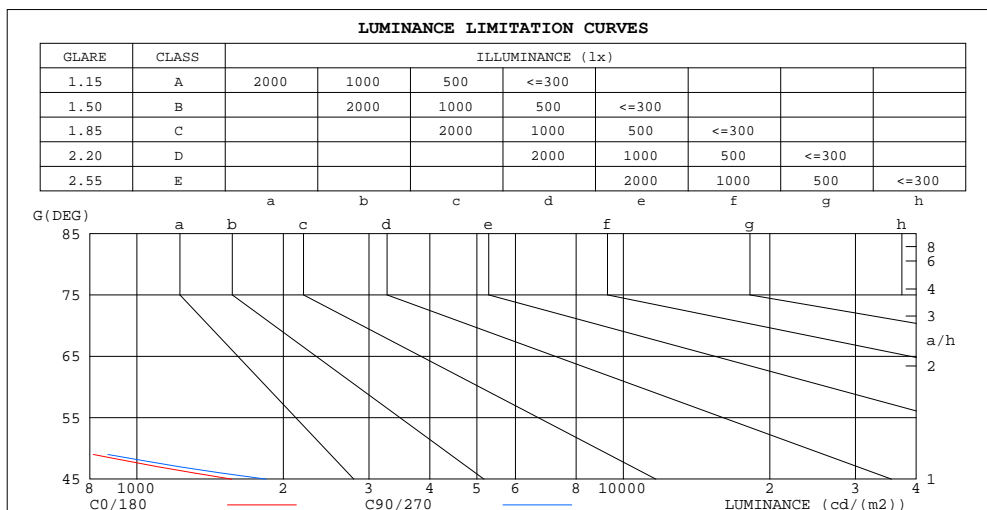 LUMINANCE LIMITATION CURVES
GLARE CLASS ILLUMINANCE (lx)
1.15 A 2000 1000 500 <=300
1.50 B 2000 1000 500 <=300
1.85 C 2000 1000 500 <=300
2.20 D 2000 1000 500 <=300
2.55 E 2000 1000 500 <=300
a b c d e f g h
G(DEG)
a b c d e f g h
85
8
6
75 4
3
a/h
65
2
55
45 1
8 1000 2 3 4 5 6 8 10000 2 3 4
C0/180 C90/270 LUMINANCE (cd/(m2))